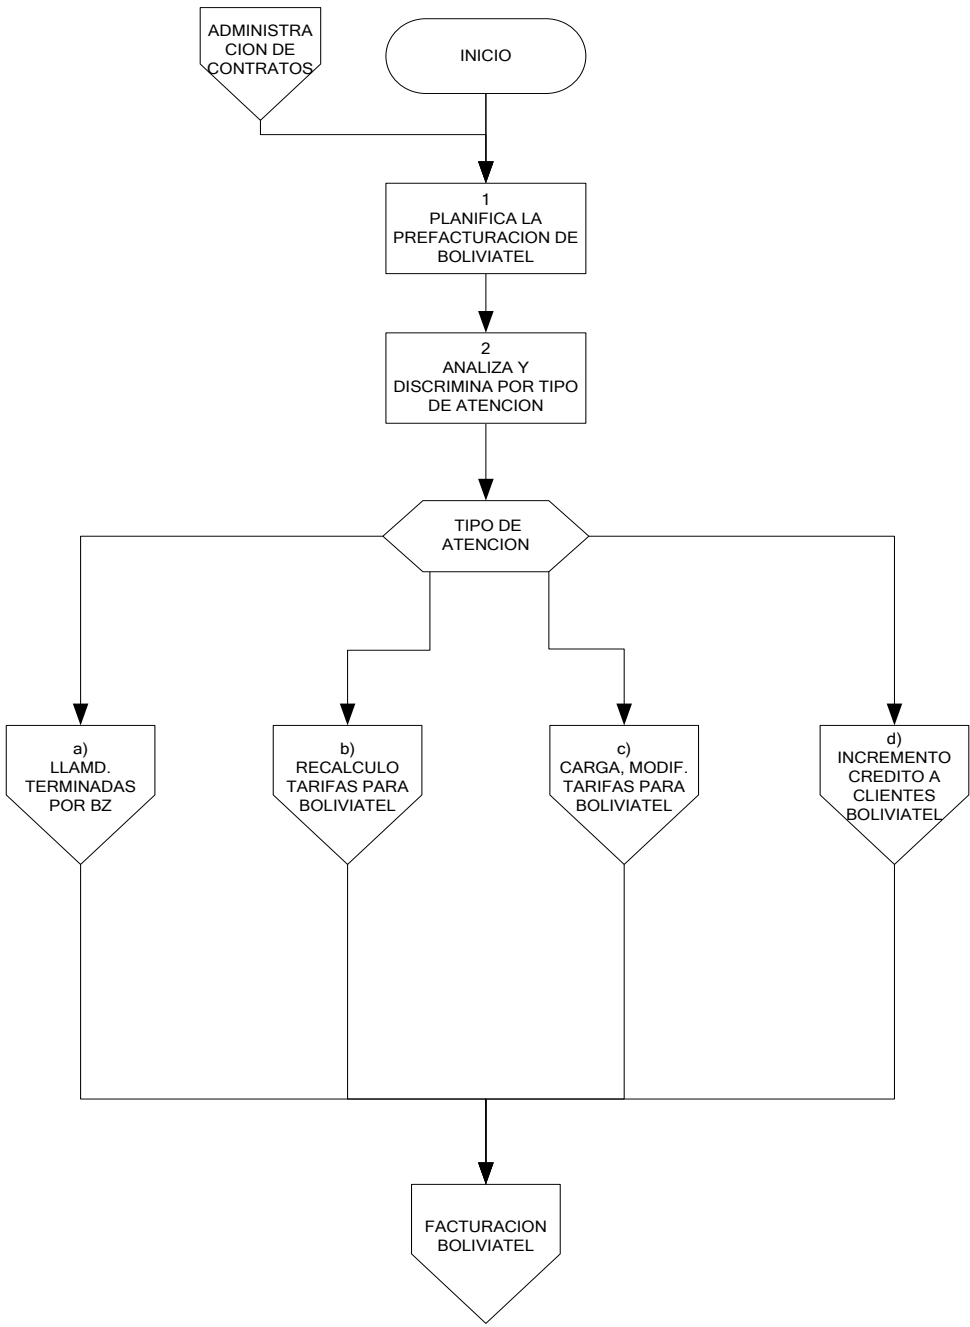 ADMINISTRA
CION DE
CONTRATOS
INICIO
1
PLANIFICA LA
PREFACTURACION DE
BOLIVIATEL
2
ANALIZA Y
DISCRIMINA POR TIPO
DE ATENCION
TIPO DE
ATENCION
a)
LLAMD.
TERMINADAS
POR BZ
b)
RECALCULO
TARIFAS PARA
BOLIVIATEL
c)
CARGA, MODIF.
TARIFAS PARA
BOLIVIATEL
d)
INCREMENTO
CREDITO A
CLIENTES
BOLIVIATEL
FACTURACION
BOLIVIATEL